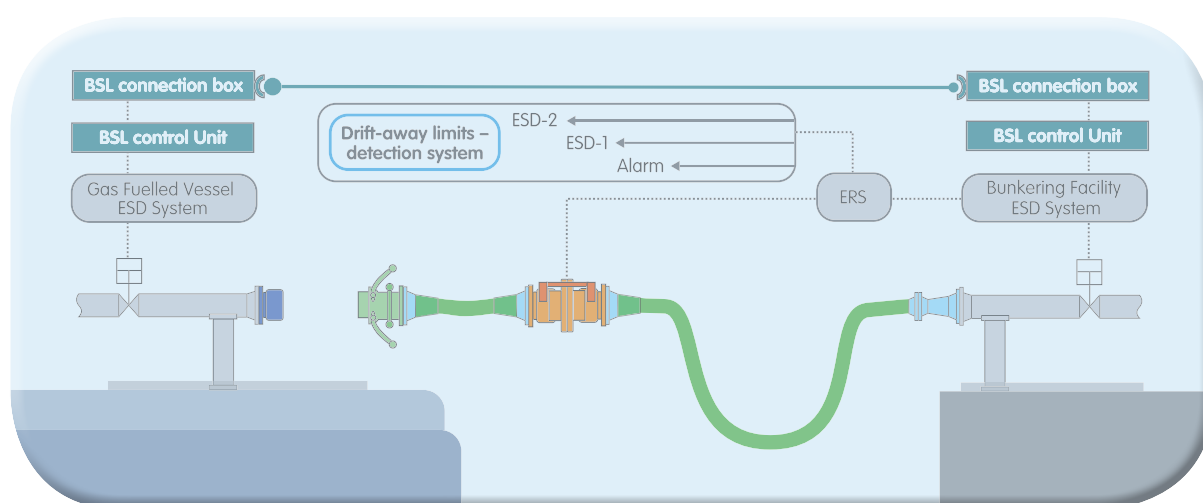 BSL connection box
BSL connection box
BSL control Unit
BSL control Unit
Drift-away limits –
detection system
ESD-2
ESD-1
Alarm
Gas Fuelled Vessel
ESD System
ERS
Bunkering Facility
ESD System